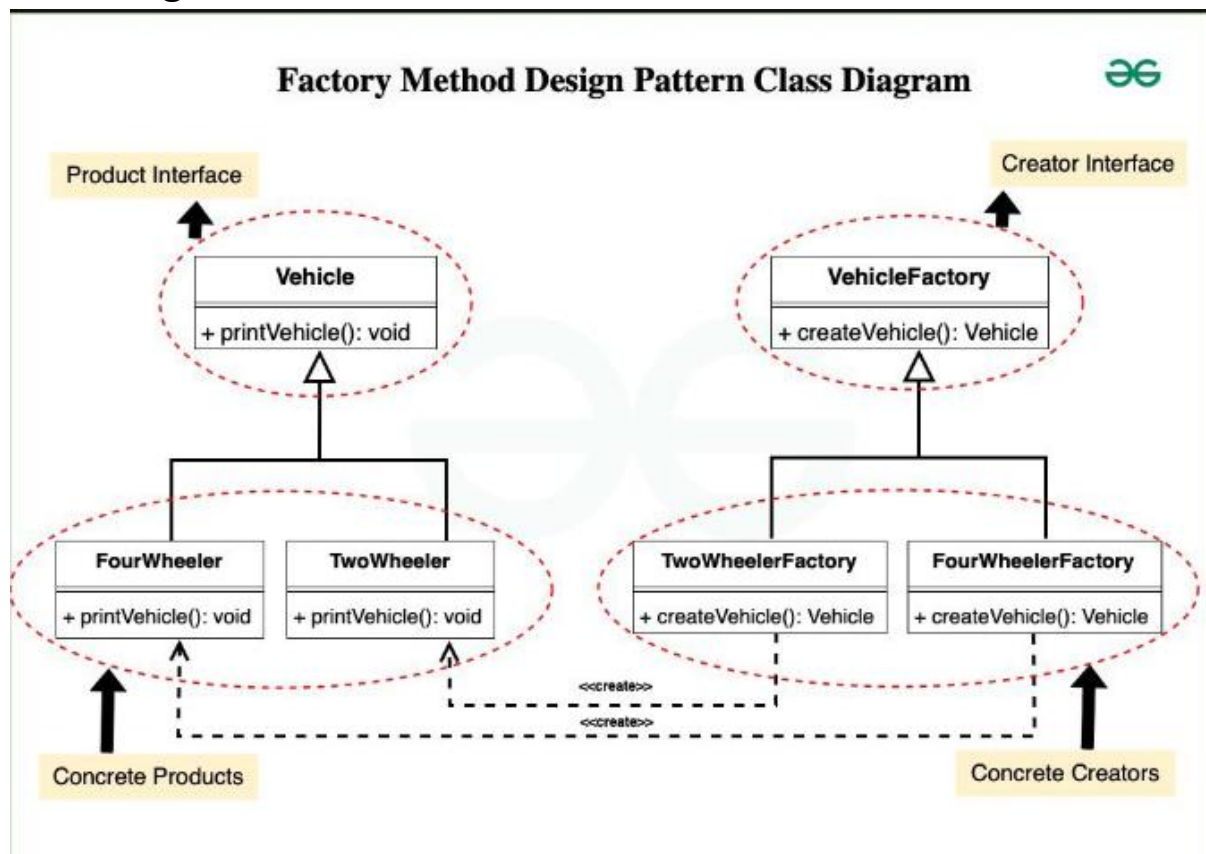 Factory Method Design Pattern Class Diagram
Product Interface
Creator Interface
Vehicle
+ printVehicle(): void
VehicleFactory
+ createVehicle(): Vehicle
FourWheeler
+ printVehicle(): void
TwoWheeler
+ printVehicle(): void
TwoWheelerFactory
+ createVehicle(): Vehicle
FourWheelerFactory
+ createVehicle(): Vehicle
<<create>>
<<create>>
Concrete Products
Concrete Creators